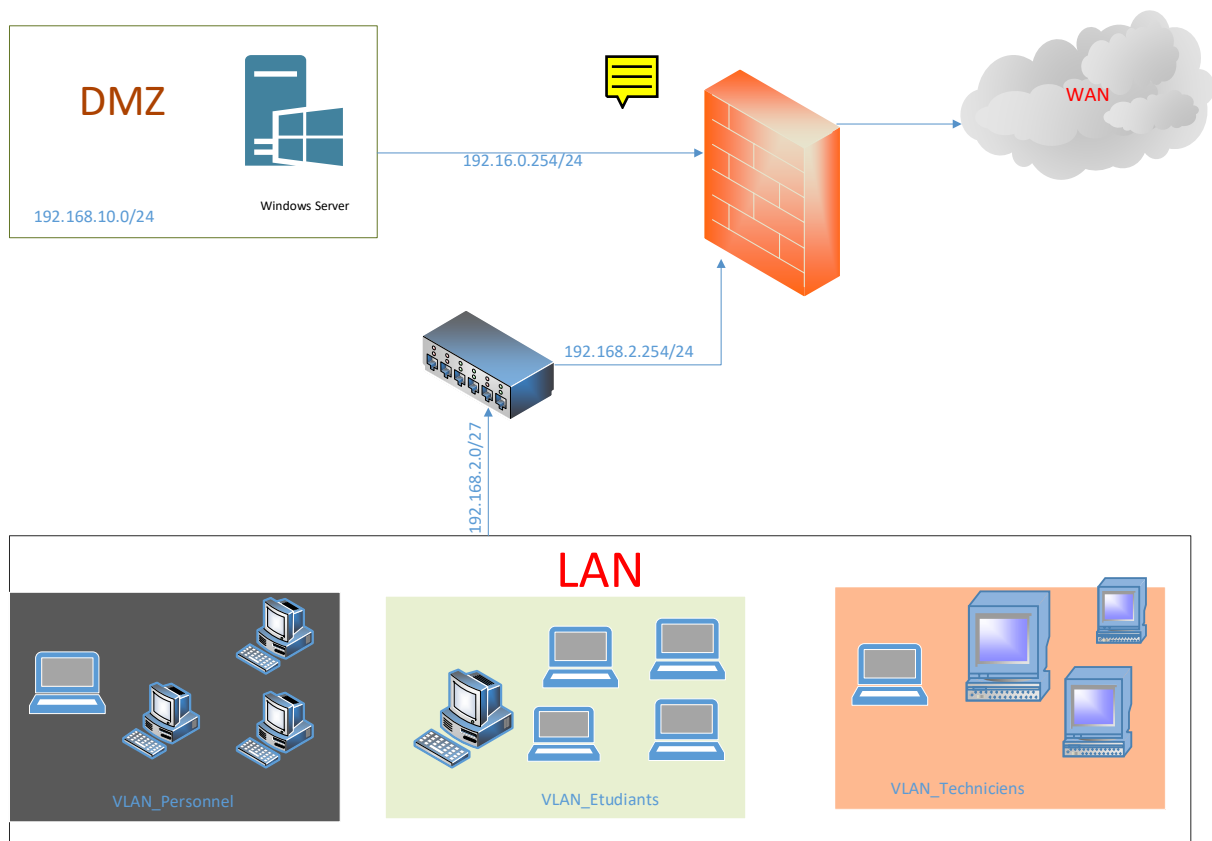 DMZ
WAN
192.16.0.254/24
Windows Server
192.168.10.0/24
192.168.2.254/24
192.168.2.0/27
LAN
VLAN_Personnel
VLAN_Etudiants
VLAN_Techniciens